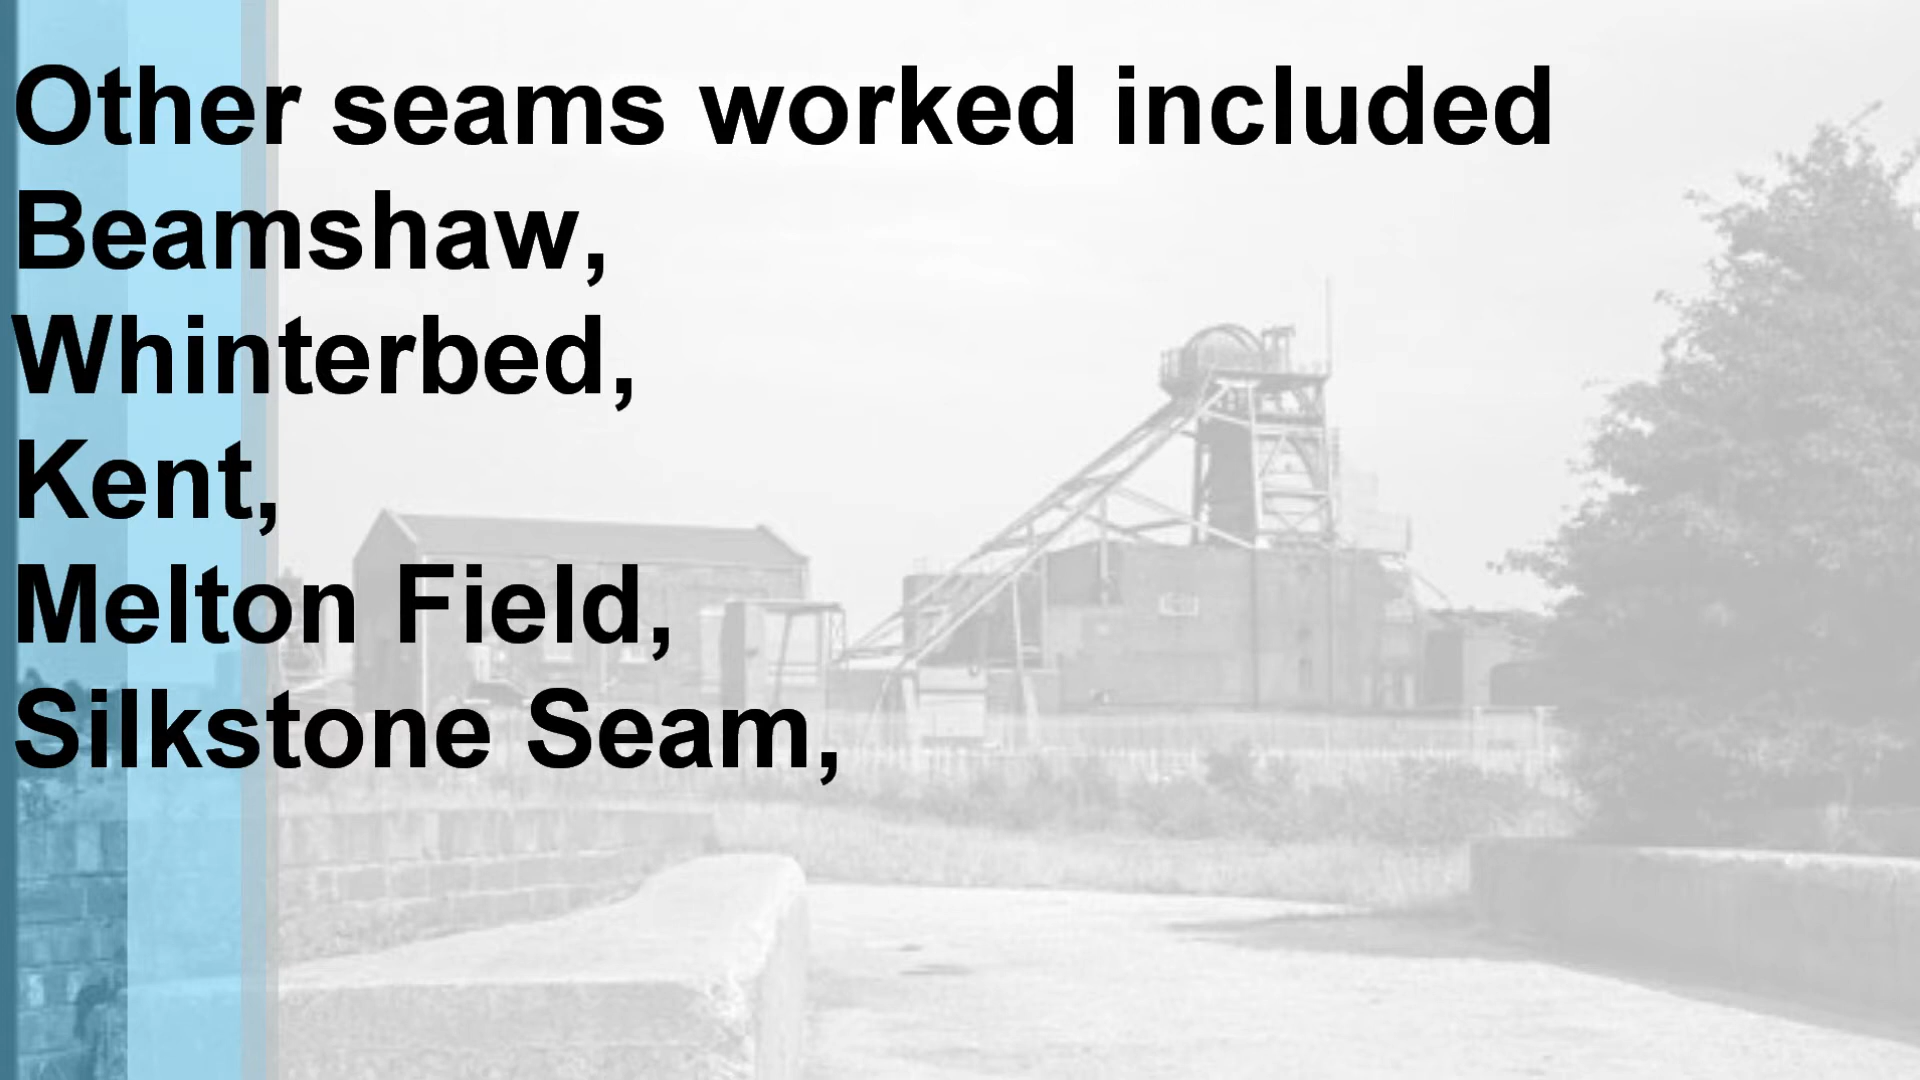 Other seams worked included
Beamshaw,
Whinterbed,
Kent,
Melton Field,
Silkstone Seam,